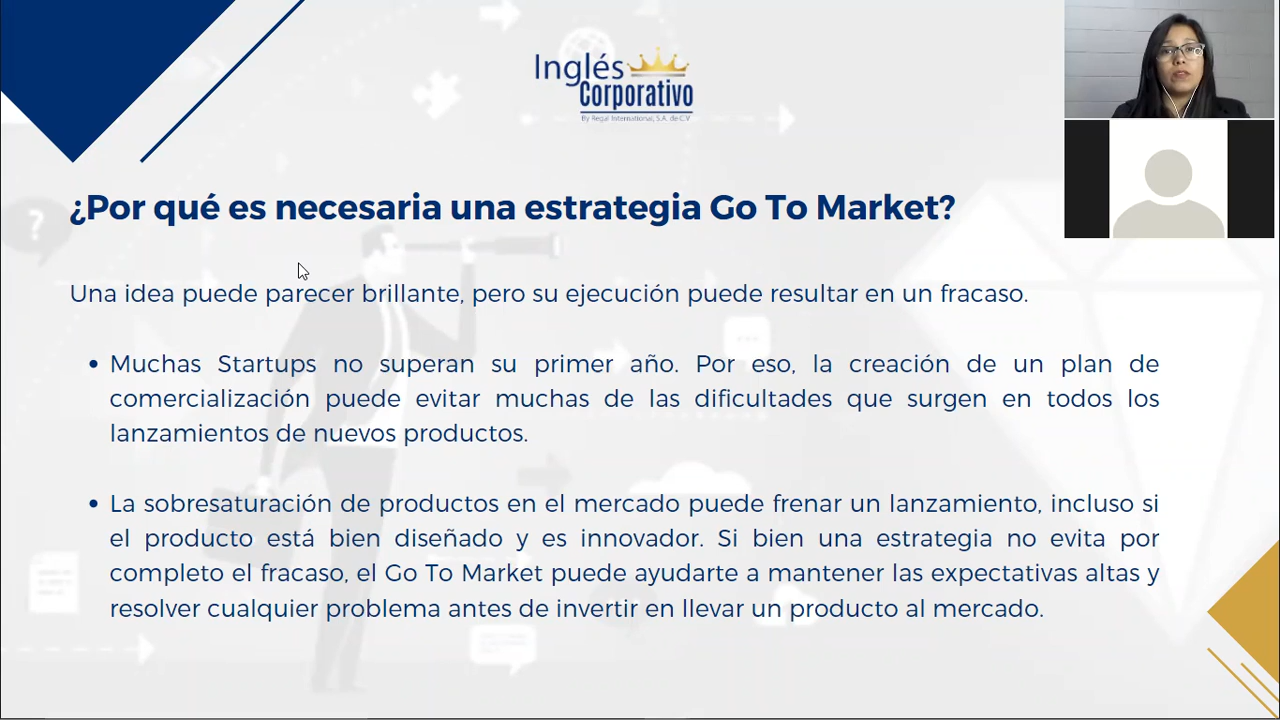 Inglés
Corporativo
By Regal International, S.A. de C.V
¿Por qué es necesaria una estrategia Go To Market?
?
Una idea puede parecer brillante, pero su ejecución puede resultar en un fracaso.
• Muchas Startups no superan su primer año. Por eso, la creación de un plan de
comercialización puede evitar muchas de las dificultades que surgen en todos los
lanzamientos de nuevos productos.
• La sobresaturación de productos en el mercado puede frenar un lanzamiento, incluso si
el producto está bien diseñado y es innovador. Si bien una estrategia no evita por
completo el fracaso, el Go To Market puede ayudarte a mantener las expectativas altas y
resolver cualquier problema antes de invertir en llevar un producto al mercado.